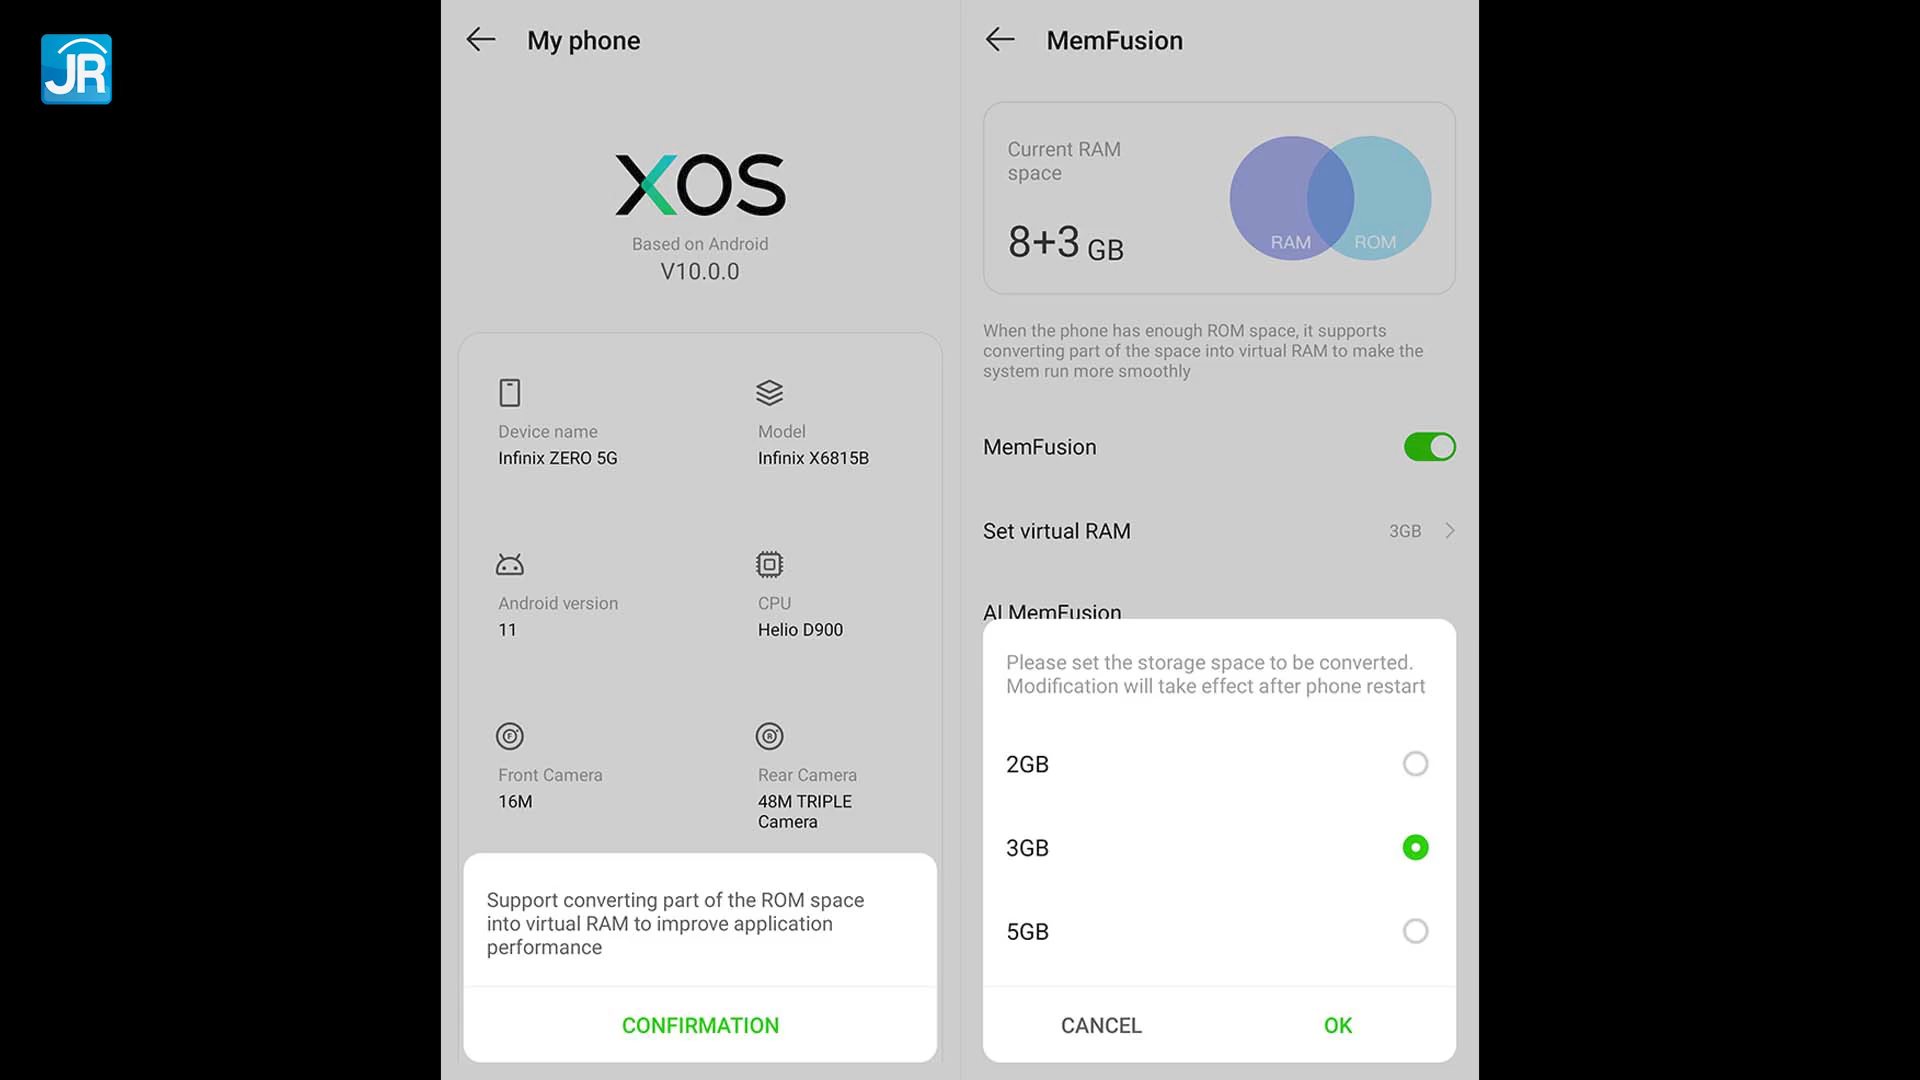 JR
My phone
XOS
Based on Android
V10.0.0
Device name
Infinix ZERO 5G
Model
Infinix X6815B
Android version
11
CPU
Helio D900
Front Camera
16M
Rear Camera
48M TRIPLE
Camera
Support converting part of the ROM space
into virtual RAM to improve application
performance
CONFIRMATION
MemFusion
Current RAM
space
8+3 GB
RAM
ROM
When the phone has enough ROM space, it supports
converting part of the space into virtual RAM to make the
system run more smoothly
MemFusion
Set virtual RAM
3GB
AI MemFusion
Please set the storage space to be converted.
Modification will take effect after phone restart
2GB
3GB
5GB
CANCEL
OK